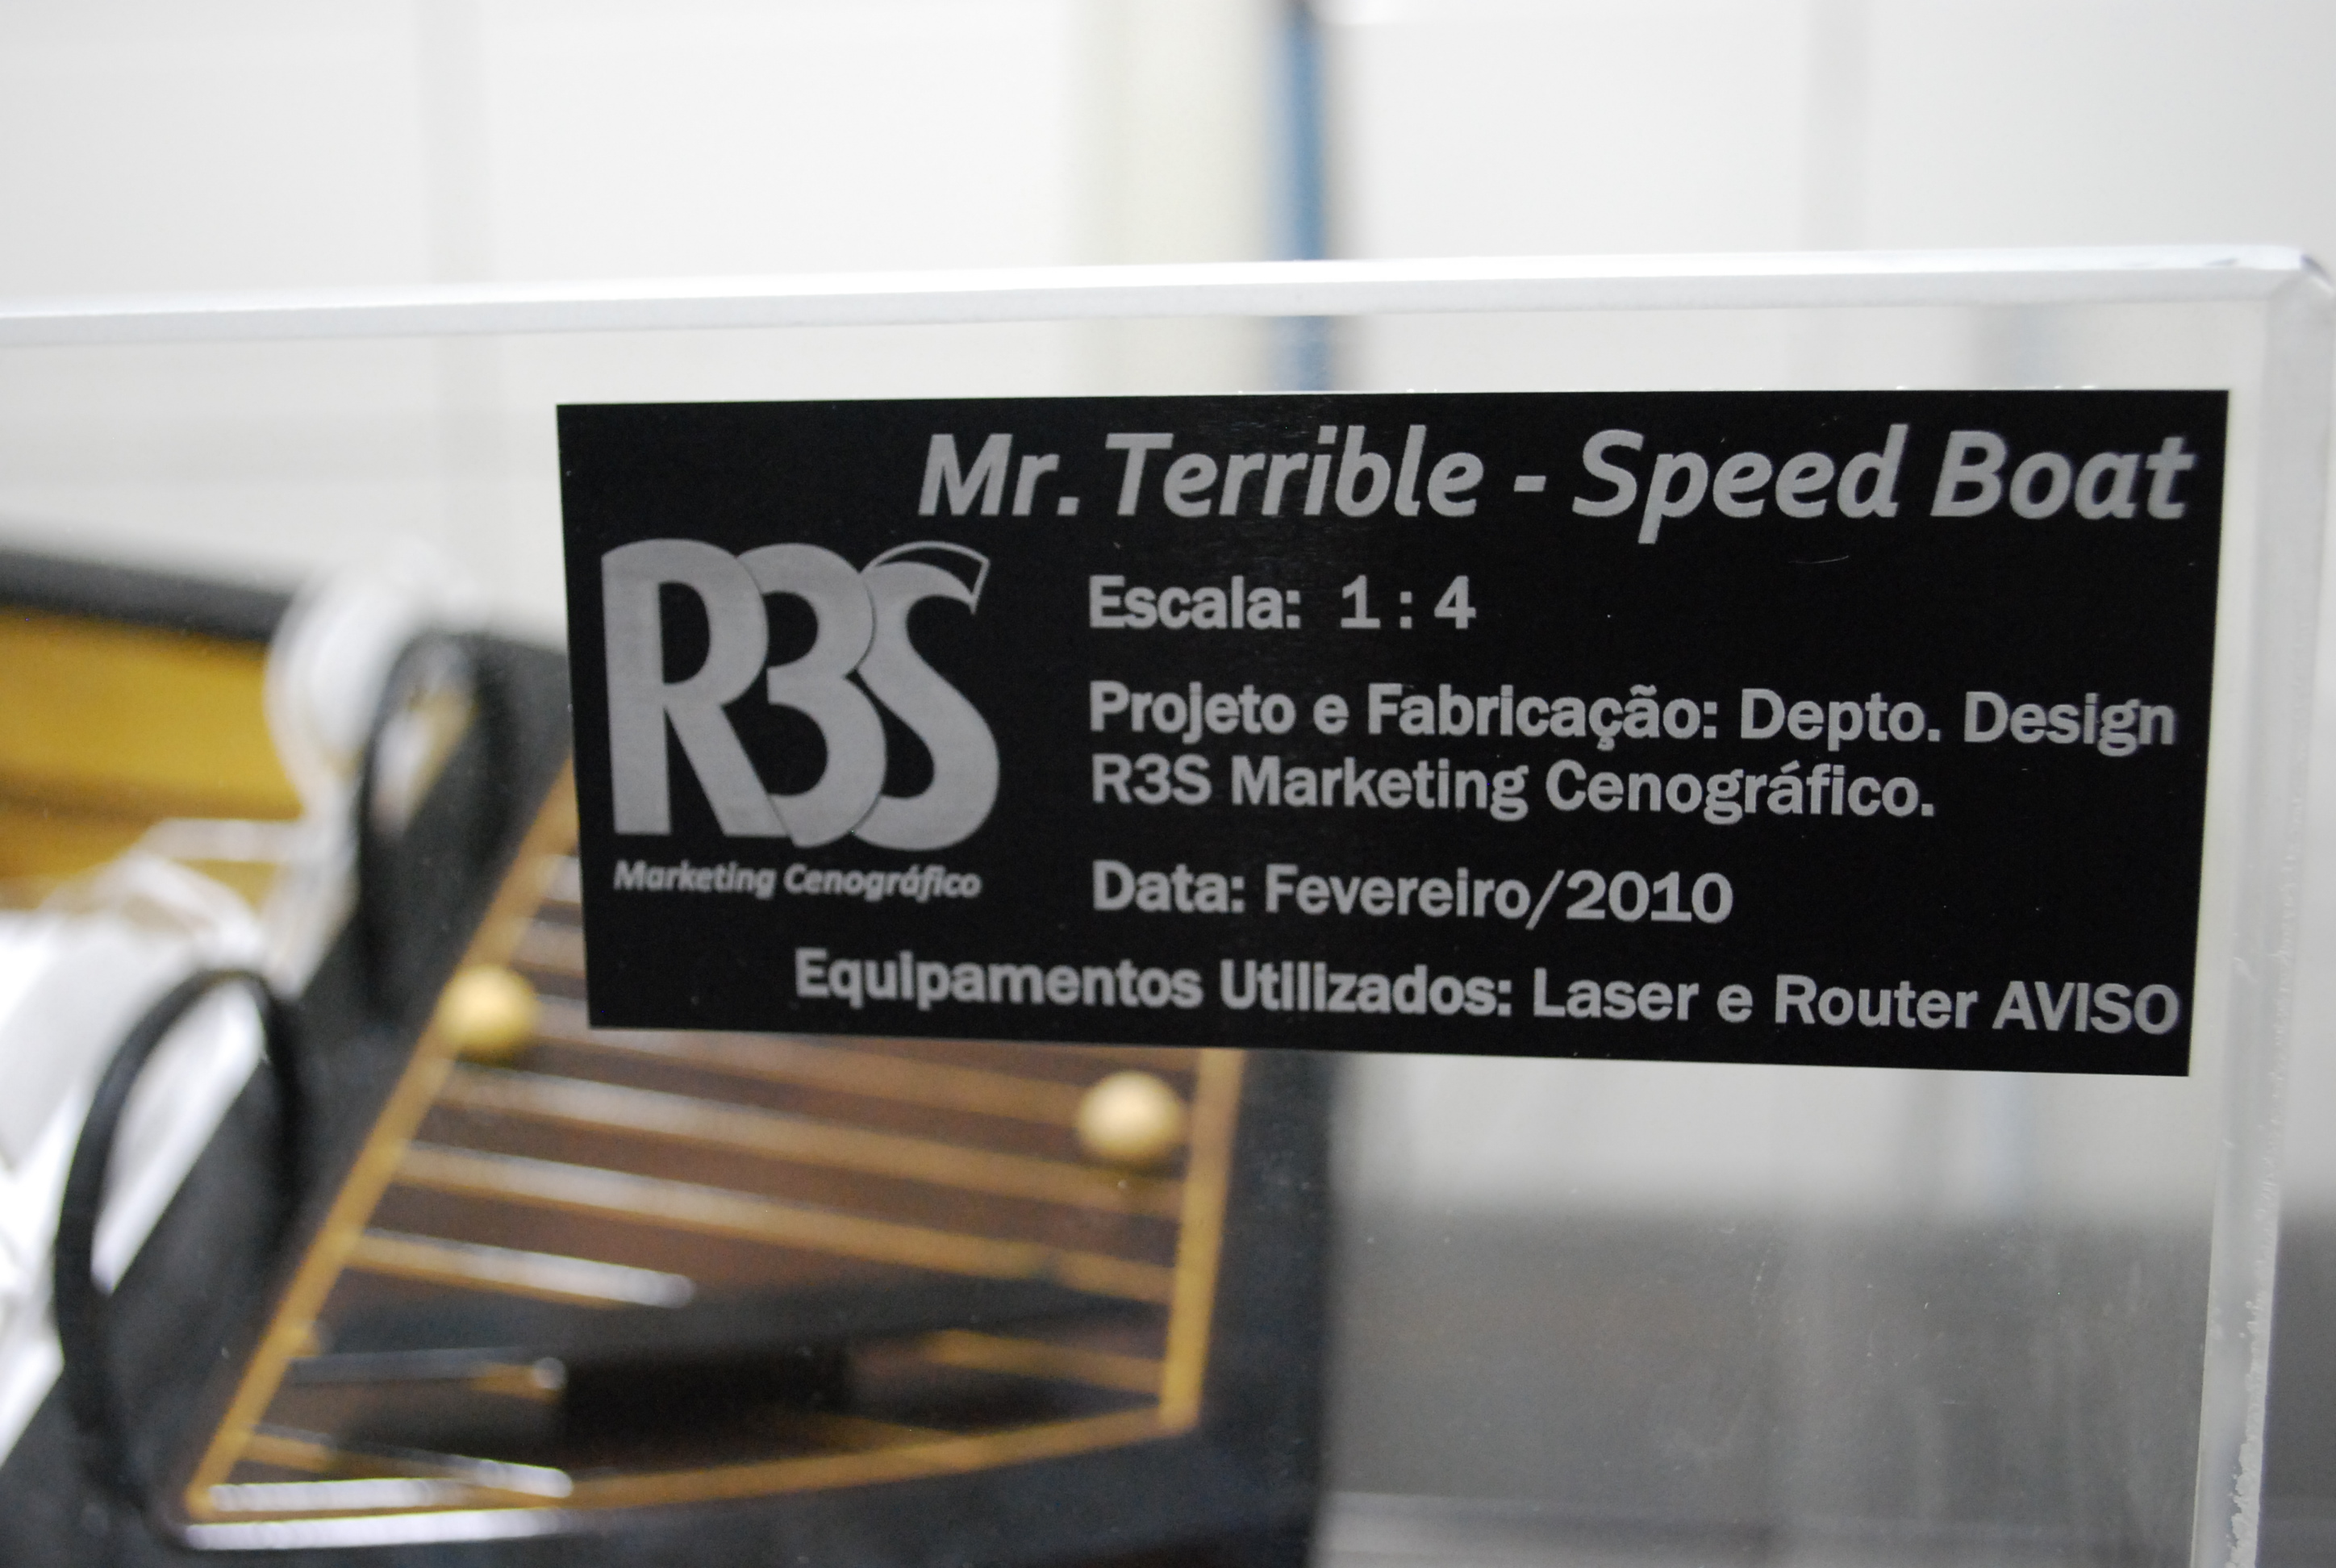 Mr. Terrible - Speed Boat
R3S
Marketing Cenográfico
Escala: 1 : 4
Projeto e Fabricação: Depto. Design
R3S Marketing Cenográfico.
Data: Fevereiro/2010
Equipamentos Utilizados: Laser e Router AVISO